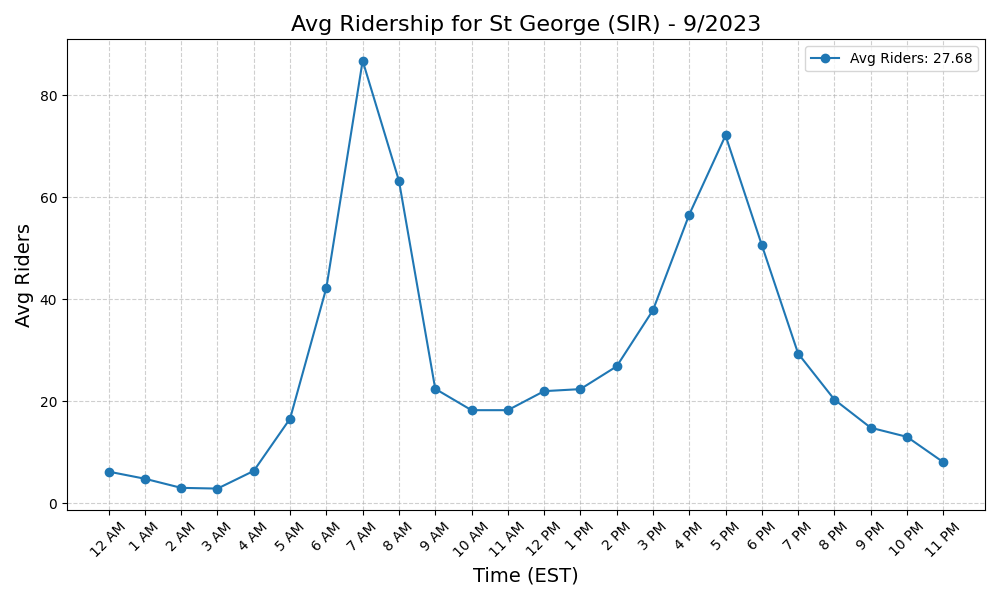 Avg Ridership for St George (SIR) - 9/2023
Avg Riders: 27.68
Avg Riders
80
60
40
20
0
12 AM
1 AM
2 AM
3 AM
4 AM
5 AM
6 AM
7 AM
8 AM
9 AM
10 AM
11 AM
12 PM
1 PM
2 PM
3 PM
4 PM
5 PM
6 PM
7 PM
8 PM
9 PM
10 PM
11 PM
Time (EST)